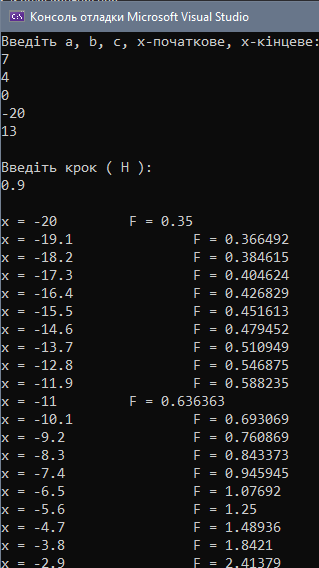 Консоль отладки Microsoft Visual Studio
Введіть a, b, c, x-початкове, x-кінцеве:
7
4
0
-20
13
Введіть крок ( H ):
0.9
x = -20 F = 0.35
x = -19.1 F = 0.366492
x = -18.2 F = 0.384615
x = -17.3 F = 0.404624
x = -16.4 F = 0.426829
x = -15.5 F = 0.451613
x = -14.6 F = 0.479452
x = -13.7 F = 0.510949
x = -12.8 F = 0.546875
x = -11.9 F = 0.588235
x = -11 F = 0.636363
x = -10.1 F = 0.693069
x = -9.2 F = 0.760869
x = -8.3 F = 0.843373
x = -7.4 F = 0.945945
x = -6.5 F = 1.07692
x = -5.6 F = 1.25
x = -4.7 F = 1.48936
x = -3.8 F = 1.8421
x = -2.9 F = 2.41379